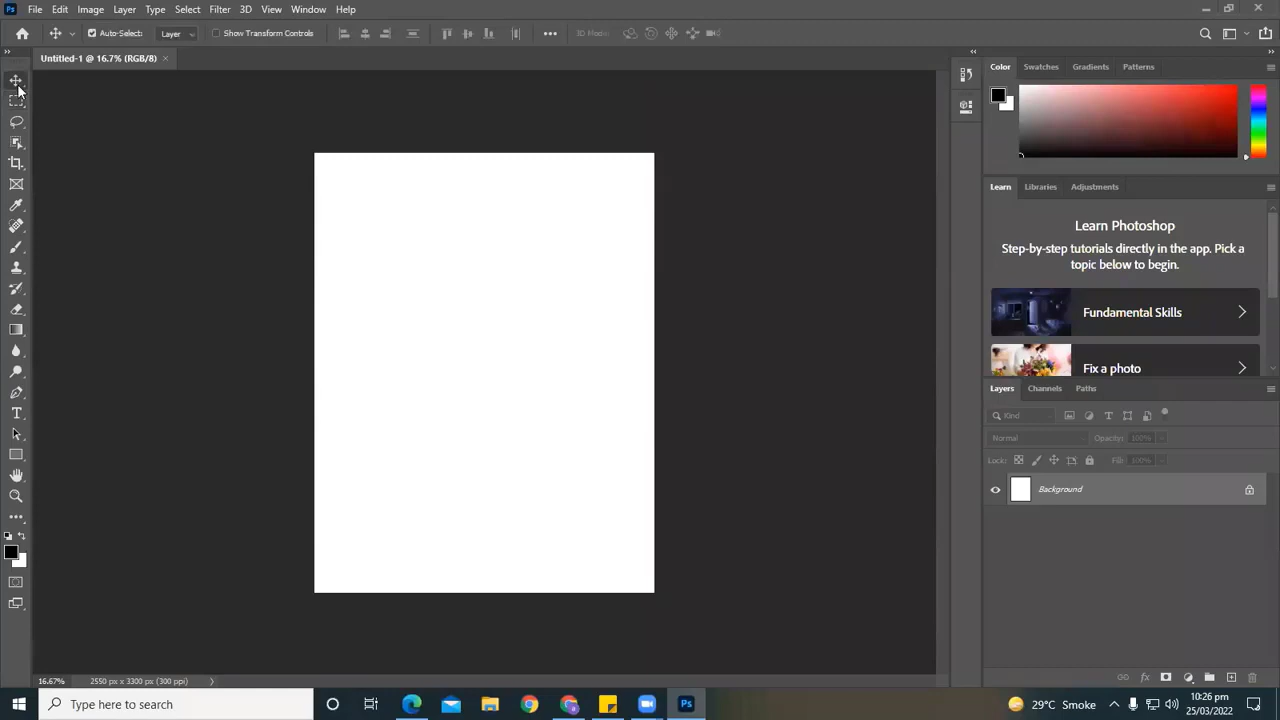 Ps File Edit Image Layer Type Select Filter 3D View Window Help
Auto-Select: Layer Show Transform Controls 3D Mode:
Untitled-1 @ 16.7% (RGB/8)
Color Swatches Gradients Patterns
Learn Libraries Adjustments
Learn Photoshop
Step-by-step tutorials directly in the app. Pick a
topic below to begin.
Fundamental Skills
Fix a photo
Layers Channels Paths
Kind
Normal Opacity: 100%
Lock: Fill: 100%
Background
16.67% 2550 px x 3300 px (300 ppi)
Type here to search
Ps
29°C Smoke
10:26 pm
25/03/2022